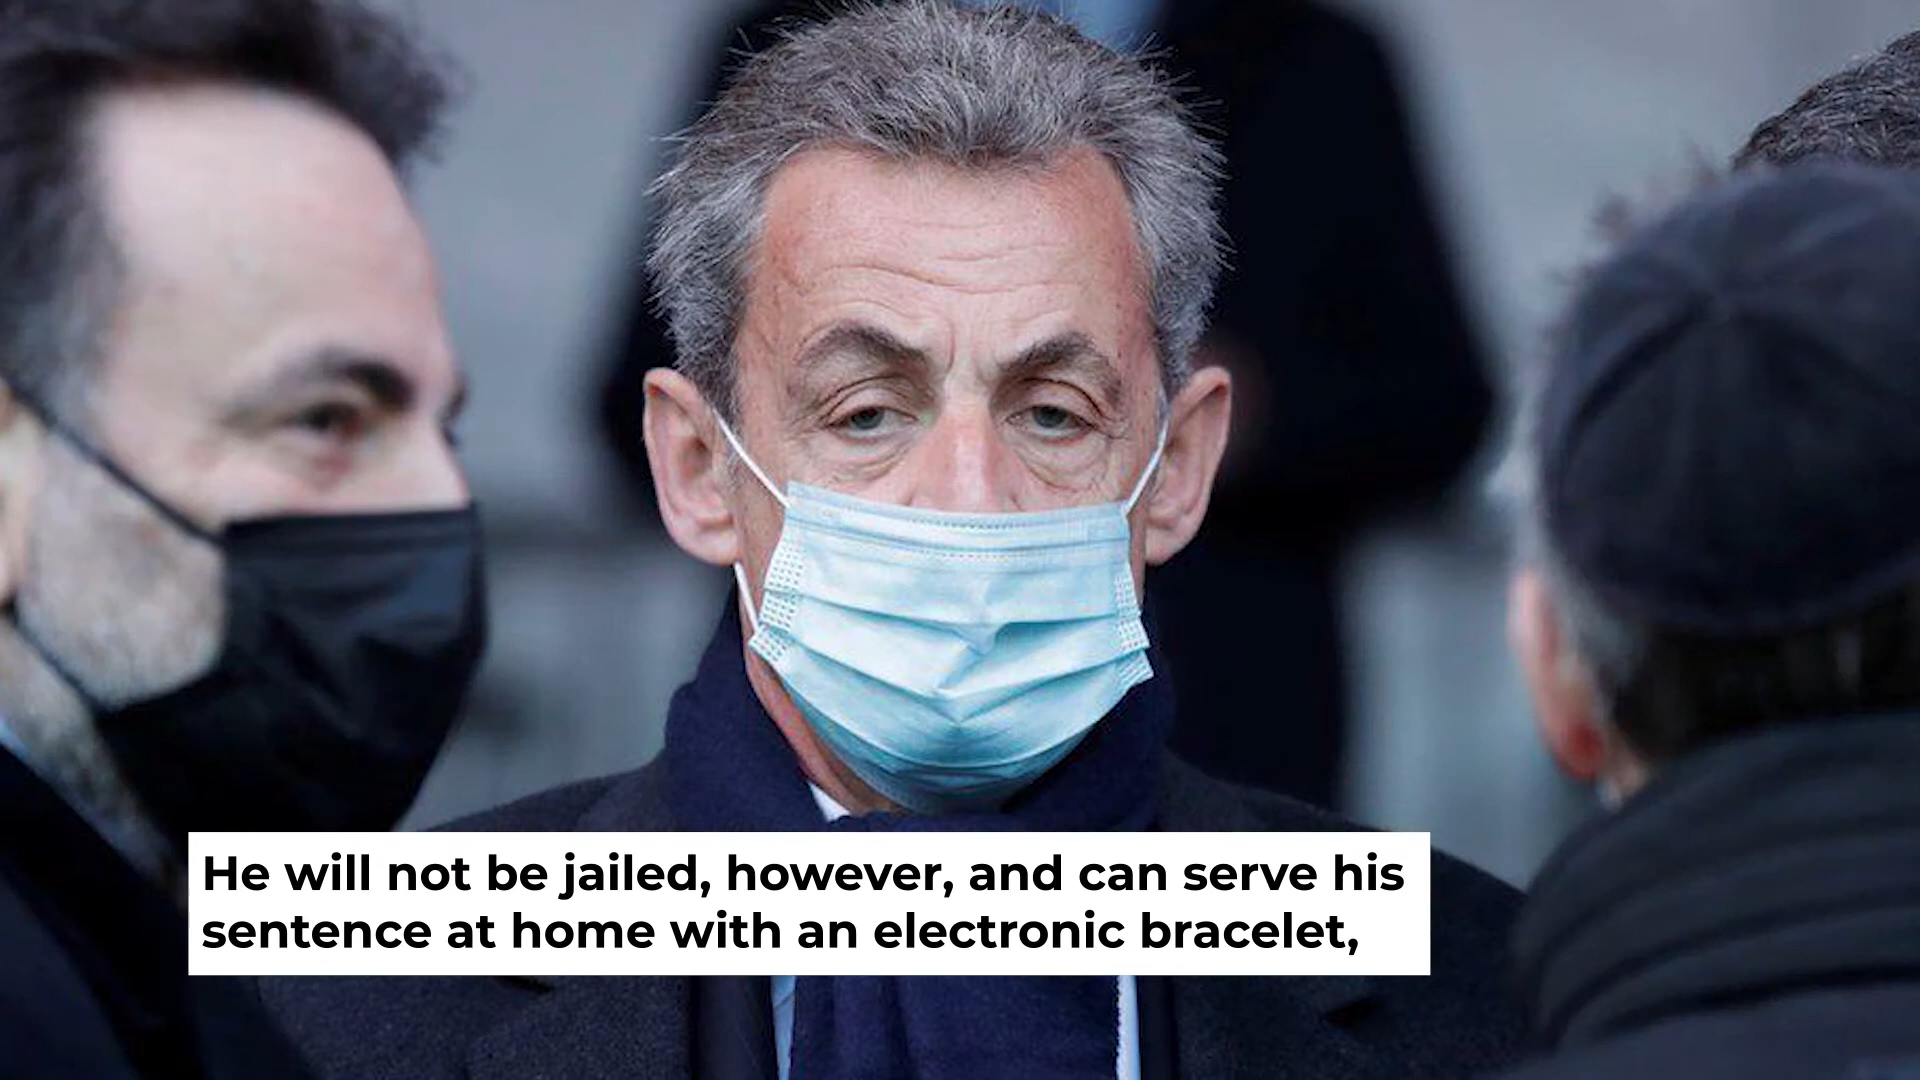 He will not be jailed, however, and can serve his
sentence at home with an electronic bracelet,